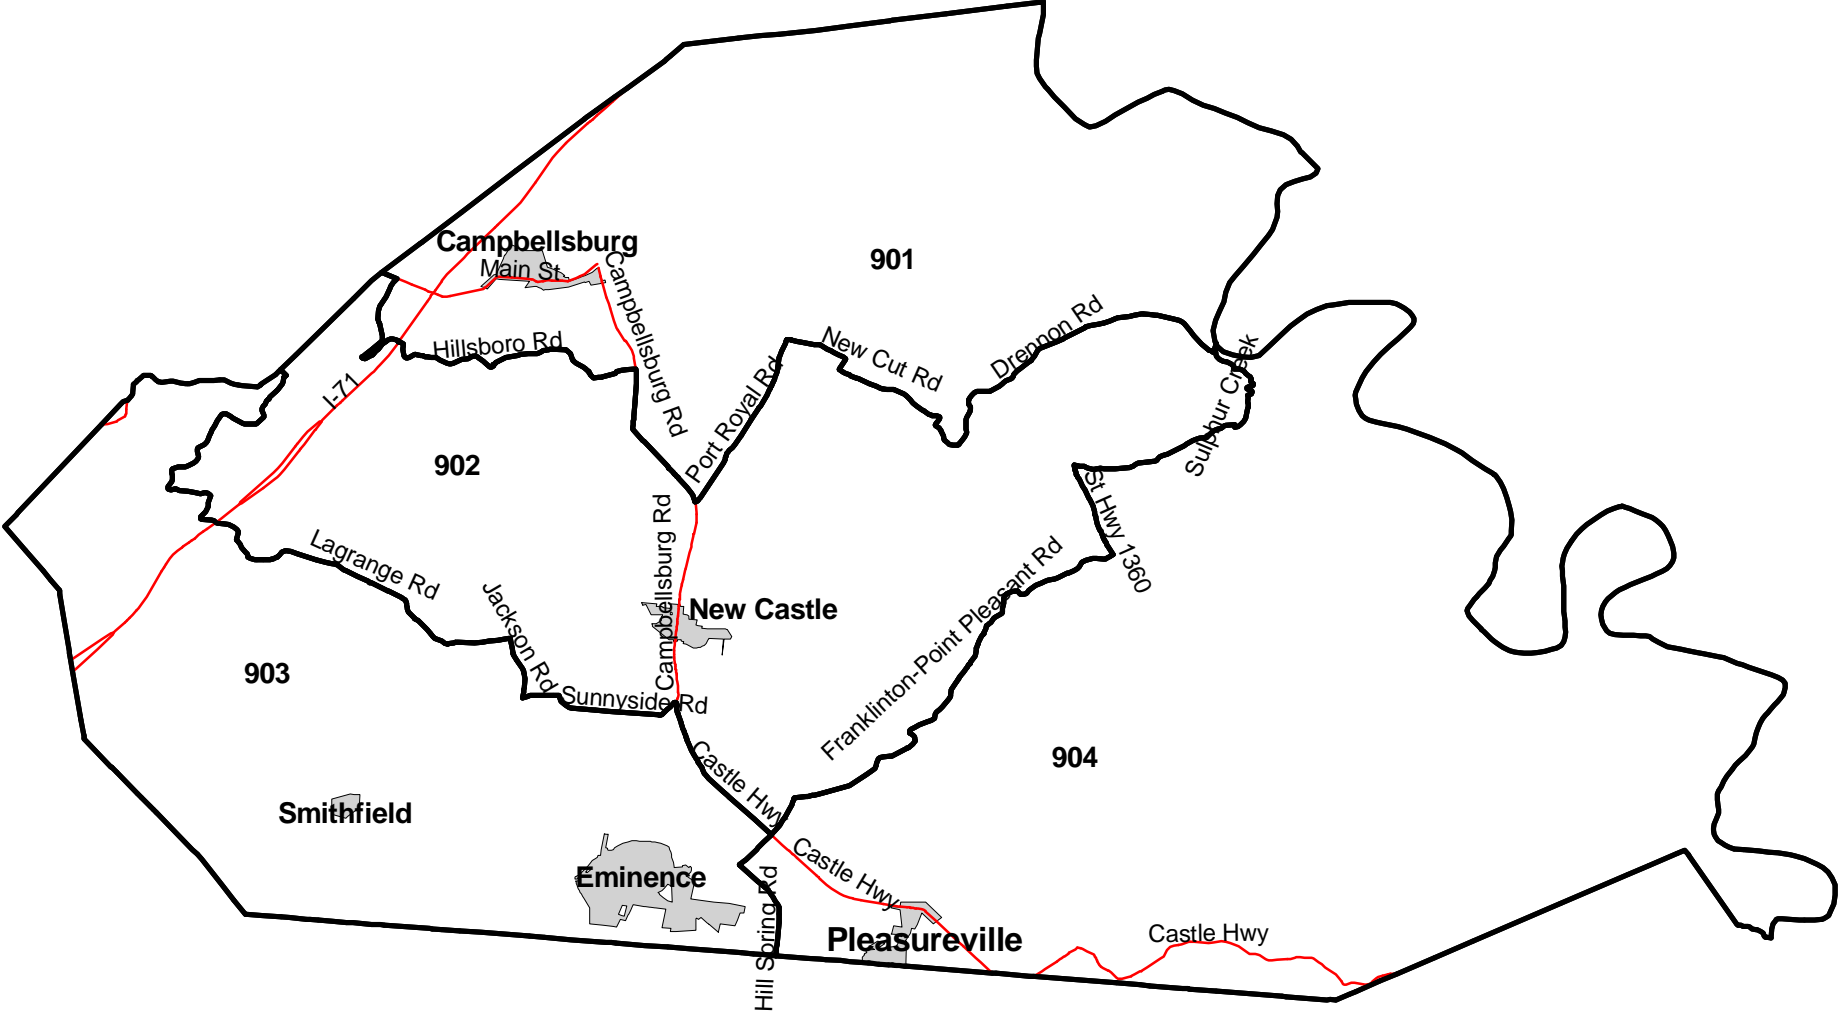 Campbellsburg
Main St
901
Campbellsburg Rd
Hillsboro Rd
New Cut Rd
Drennon Rd
Sulphur Creek
I-71
Port Royal Rd
902
St Hwy 1360
Lagrange Rd
Jackson Rd
Campbellsburg Rd
New Castle
Franklinton-Point Pleasant Rd
903
Sunnyside Rd
Castle Hwy
904
Smithfield
Castle Hwy
Eminence
Hill Spring Rd
Pleasureville
Castle Hwy